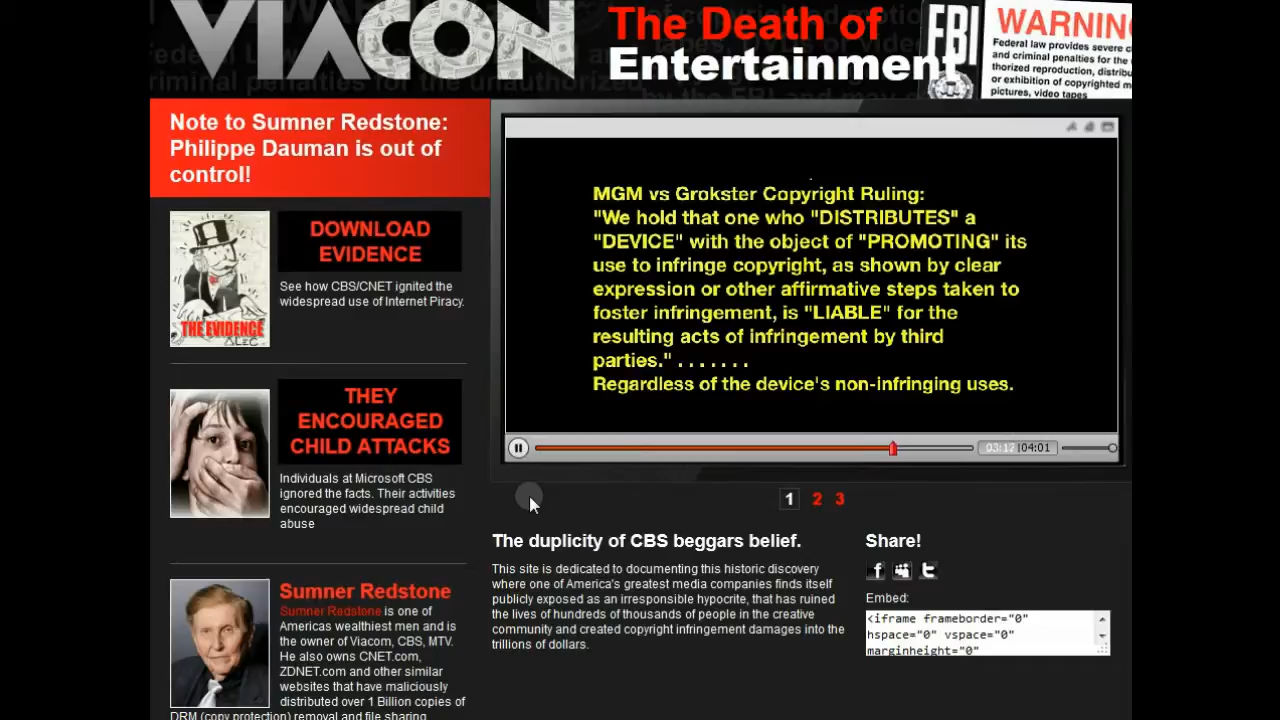 VIACON
The Death of
Entertainment
FBI
WARNING
Federal law provides severe c
and criminal penalties for the
thorized reproduction, distribu
or exhibition of copyrighted m
pictures, video tapes
Note to Sumner Redstone:
Philippe Dauman is out of
control!
DOWNLOAD
EVIDENCE
See how CBS/CNET ignited the
widespread use of Internet Piracy.
THE EVIDENCE
ALEC
THEY
ENCOURAGED
CHILD ATTACKS
Individuals at Microsoft CBS
ignored the facts. Their activities
encouraged widespread child
abuse
Sumner Redstone
Sumner Redstone is one of
Americas wealthiest men and is
the owner of Viacom, CBS, MTV.
He also owns CNET.com,
ZDNET.com and other similar
websites that have maliciously
distributed over 1 Billion copies of
DRM (copy protection) removal and file sharing
MGM vs Grokster Copyright Ruling:
"We hold that one who "DISTRIBUTES" a
"DEVICE" with the object of "PROMOTING" its
use to infringe copyright, as shown by clear
expression or other affirmative steps taken to
foster infringement, is "LIABLE" for the
resulting acts of infringement by third
parties." . . . . . . .
Regardless of the device's non-infringing uses.
03:12 |04:01
1 2 3
The duplicity of CBS beggars belief.
This site is dedicated to documenting this historic discovery
where one of America's greatest media companies finds itself
publicly exposed as an irresponsible hypocrite, that has ruined
the lives of hundreds of thousands of people in the creative
community and created copyright infringement damages into the
trillions of dollars.
Share!
Embed:
<iframe frameborder="0"
hspace="0" vspace="0"
marginheight="0"